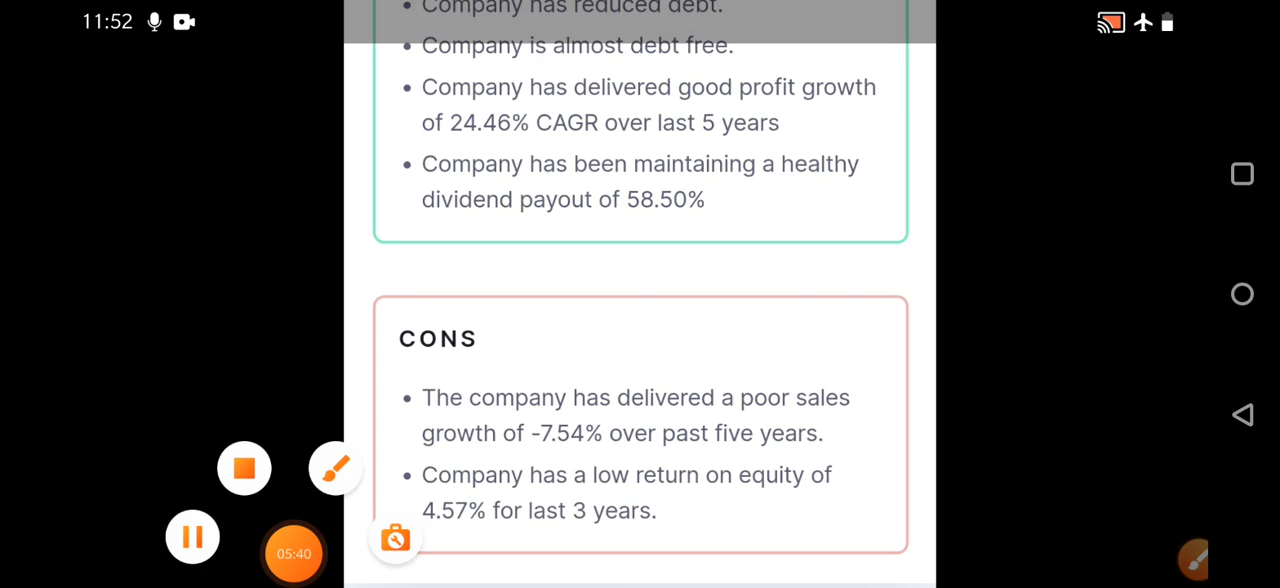 11:52
Company has reduced debt.
Company is almost debt free.
Company has delivered good profit growth
of 24.46% CAGR over last 5 years
Company has been maintaining a healthy
dividend payout of 58.50%
CONS
The company has delivered a poor sales
growth of -7.54% over past five years.
Company has a low return on equity of
4.57% for last 3 years.
05:40